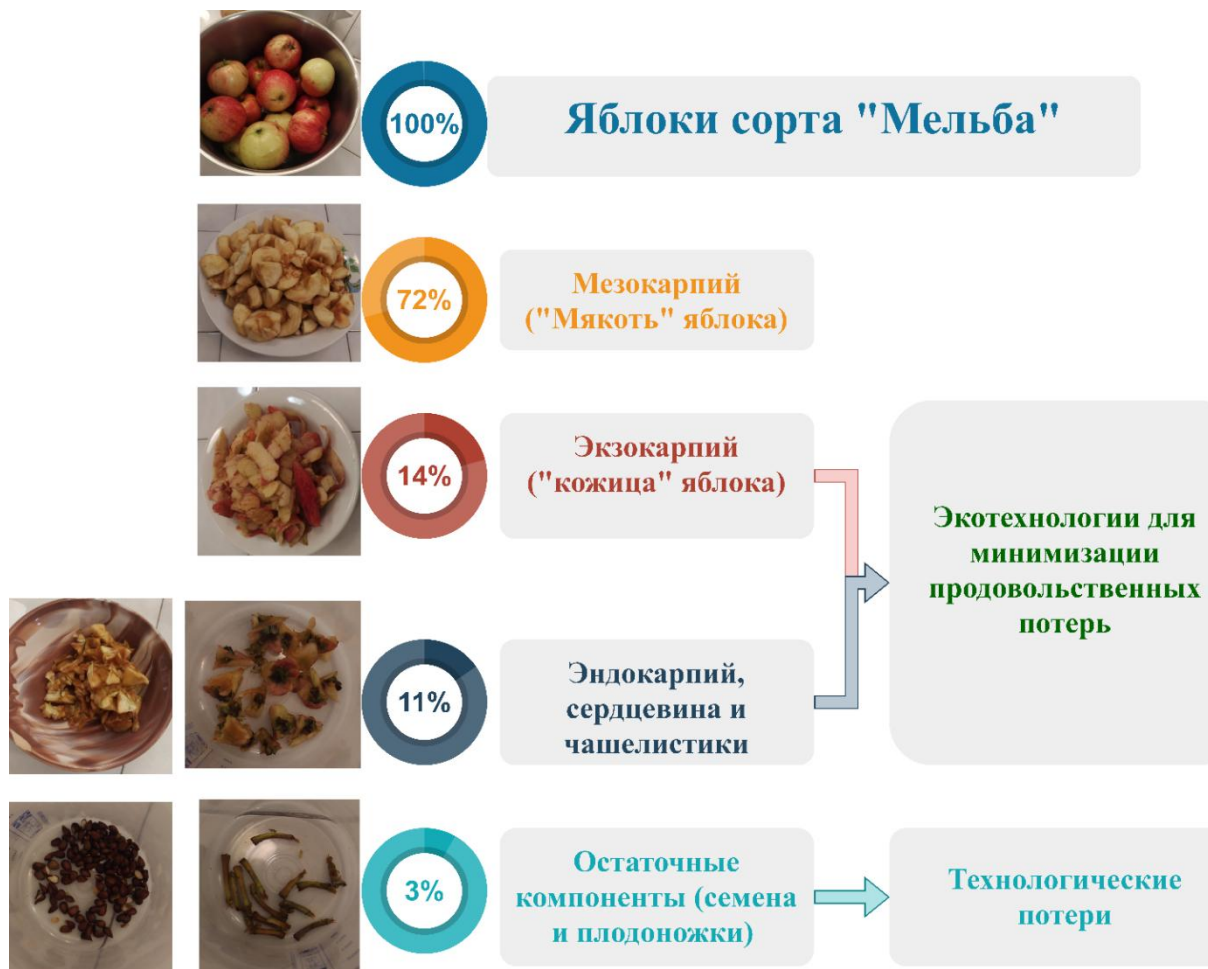 100%
Яблоки сорта "Мельба"
72%
Мезокарпий
("Мякоть" яблока)
14%
Экзокарпий
("кожица" яблока)
Экотехнологии для
минимизации
продовольственных
потерь
11%
Эндокарпий,
сердцевина и
чашелистики
3%
Остаточные
компоненты (семена
и плодоножки)
Технологические
потери